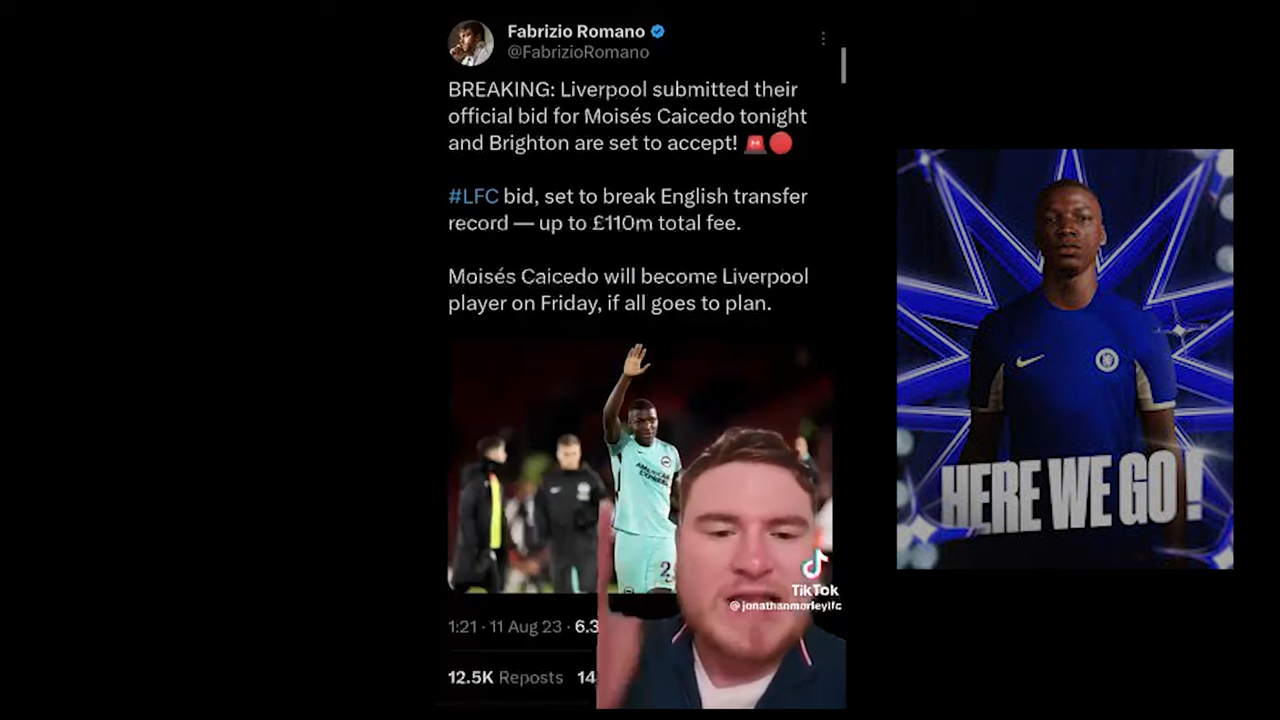 Fabrizio Romano
@FabrizioRomano
BREAKING: Liverpool submitted their
official bid for Moisés Caicedo tonight
and Brighton are set to accept! 🚨🔴
#LFC bid, set to break English transfer
record — up to £110m total fee.
Moisés Caicedo will become Liverpool
player on Friday, if all goes to plan.
AMERICAN
EXPRESS
2
TikTok
@jonathanmorleylfc
1:21 · 11 Aug 23 · 6.3
12.5K Reposts 14
HERE WE GO!